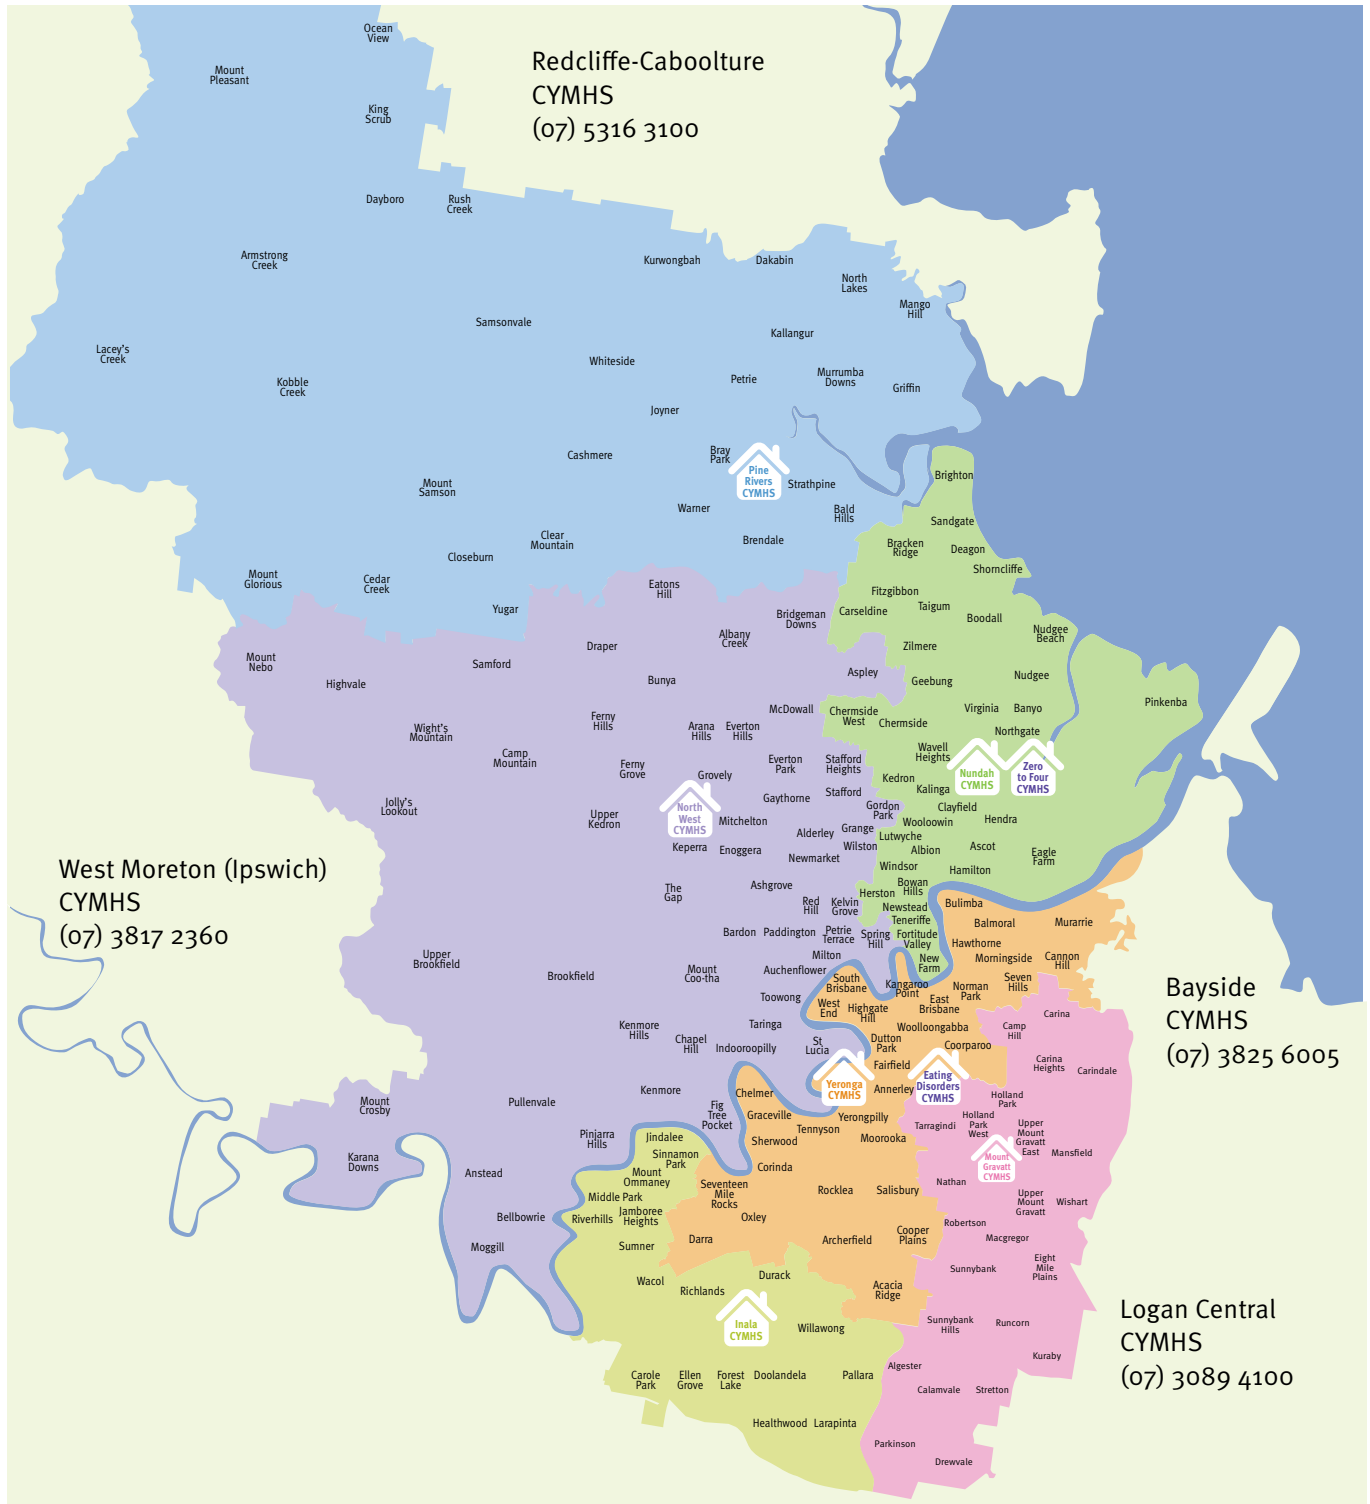 Ocean
View
Mount
Pleasant
Redcliffe-Caboolture
CYMHS
(07) 5316 3100
King
Scrub
Dayboro
Rush
Creek
Armstrong
Creek
Kurwongbah
Dakabin
North
Lakes
Mango
Hill
Samsonvale
Kallangur
Lacey's
Creek
Whiteside
Kobble
Creek
Petrie
Murrumba
Downs
Griffin
Joyner
Cashmere
Bray
Park
Pine
Rivers
CYMHS
Strathpine
Brighton
Mount
Samson
Warner
Bald
Hills
Sandgate
Clear
Mountain
Brendale
Bracken
Ridge
Deagon
Closeburn
Shorncliffe
Mount
Glorious
Cedar
Creek
Eatons
Hill
Fitzgibbon
Yugar
Bridgeman
Downs
Carseldine
Taigum
Boodall
Albany
Creek
Nudgee
Beach
Draper
Zilmere
Mount
Nebo
Samford
Highvale
Bunya
Aspley
Geebung
Nudgee
Pinkenba
McDowall
Chermside
West
Chermside
Virginia
Banyo
Ferny
Hills
Arana
Hills
Everton
Hills
Northgate
Wight's
Mountain
Camp
Mountain
Wavell
Heights
Ferny
Grove
Grovely
Everton
Park
Stafford
Heights
Kedron
Nundah
CYMHS
Zero
to Four
CYMHS
Kalinga
Jolly's
Lookout
Upper
Kedron
North
West
CYMHS
Gaythorne
Stafford
Gordon
Park
Clayfield
Mitchelton
Wooloowin
Hendra
Alderley
Grange
Lutwyche
Keperra
Enoggera
Wilston
Albion
Ascot
Newmarket
Eagle
Farm
West Moreton (Ipswich)
CYMHS
(07) 3817 2360
Windsor
Hamilton
The
Gap
Ashgrove
Herston
Bowan
Hills
Red
Hill
Kelvin
Grove
Newstead
Bulimba
Teneriffe
Balmoral
Murarrie
Bardon
Paddington
Petrie
Terrace
Spring
Hill
Fortitude
Valley
Hawthorne
Milton
Morningside
Cannon
Hill
Upper
Brookfield
Brookfield
Mount
Coo-tha
Auchenflower
New
Farm
South
Brisbane
Kangaroo
Point
Norman
Park
Seven
Hills
Toowong
West
End
Highgate
Hill
East
Brisbane
Bayside
CYMHS
(07) 3825 6005
Carina
Kenmore
Hills
Taringa
Woolloongabba
Camp
Hill
Chapel
Hill
Indooroopilly
St
Lucia
Dutton
Park
Coorparoo
Fairfield
Carina
Heights
Carindale
Kenmore
Chelmer
Yeronga
CYMHS
Annerley
Eating
Disorders
CYMHS
Holland
Park
Mount
Crosby
Pullenvale
Fig
Tree
Pocket
Graceville
Yerongpilly
Tarragindi
Holland
Park
West
Upper
Mount
Gravatt
East
Pinjarra
Hills
Jindalee
Tennyson
Sherwood
Moorooka
Mansfield
Karana
Downs
Sinnamon
Park
Corinda
Mount
Gravatt
CYMHS
Anstead
Mount
Ommaney
Nathan
Middle Park
Seventeen
Mile
Rocks
Rocklea
Salisbury
Upper
Mount
Gravatt
Wishart
Bellbowrie
Riverhills
Jamboree
Heights
Oxley
Robertson
Moggill
Sumner
Darra
Archerfield
Cooper
Plains
Macgregor
Wacol
Richlands
Durack
Sunnybank
Eight
Mile
Plains
Acacia
Ridge
Inala
CYMHS
Willawong
Sunnybank
Hills
Runcorn
Logan Central
CYMHS
(07) 3089 4100
Kuraby
Carole
Park
Ellen
Grove
Forest
Lake
Doolandela
Pallara
Algester
Calamvale
Stretton
Healthwood
Larapinta
Parkinson
Drewvale